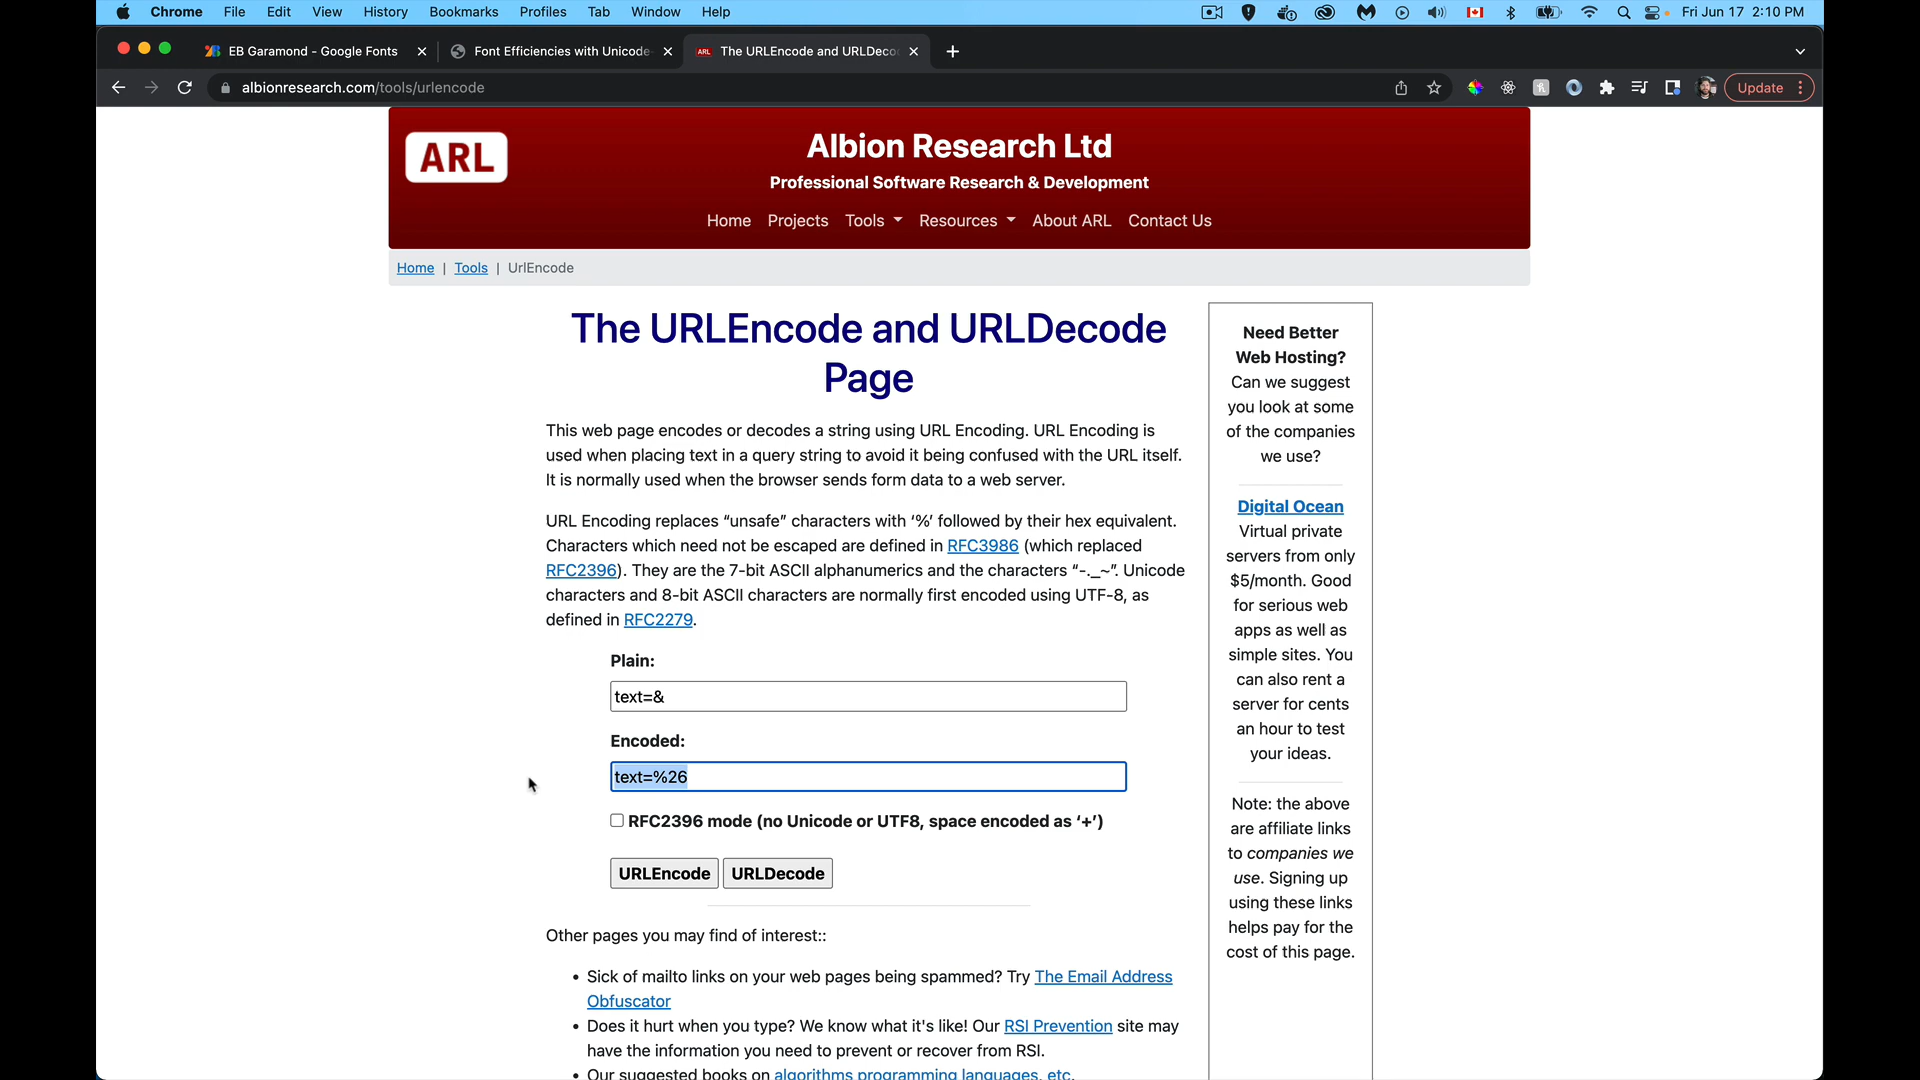 Chrome File Edit View History Bookmarks Profiles Tab Window Help Fri Jun 17 2:10 PM
EB Garamond - Google Fonts Font Efficiencies with Unicode- ARL The URLEncode and URLDeco
albionresearch.com/tools/urlencode Update
ARL
Albion Research Ltd
Professional Software Research & Development
Home Projects Tools Resources About ARL Contact Us
Home | Tools | UrlEncode
The URLEncode and URLDecode
Page
This web page encodes or decodes a string using URL Encoding. URL Encoding is
used when placing text in a query string to avoid it being confused with the URL itself.
It is normally used when the browser sends form data to a web server.
URL Encoding replaces “unsafe” characters with ‘%’ followed by their hex equivalent.
Characters which need not be escaped are defined in RFC3986 (which replaced
RFC2396). They are the 7-bit ASCII alphanumerics and the characters “-._~”. Unicode
characters and 8-bit ASCII characters are normally first encoded using UTF-8, as
defined in RFC2279.
Plain:
text=&
Encoded:
text=%26
RFC2396 mode (no Unicode or UTF8, space encoded as ‘+’)
URLEncode URLDecode
Other pages you may find of interest::
• Sick of mailto links on your web pages being spammed? Try The Email Address
Obfuscator
• Does it hurt when you type? We know what it's like! Our RSI Prevention site may
have the information you need to prevent or recover from RSI.
• Our suggested books on algorithms programming languages, etc.
Need Better
Web Hosting?
Can we suggest
you look at some
of the companies
we use?
Digital Ocean
Virtual private
servers from only
$5/month. Good
for serious web
apps as well as
simple sites. You
can also rent a
server for cents
an hour to test
your ideas.
Note: the above
are affiliate links
to companies we
use. Signing up
using these links
helps pay for the
cost of this page.